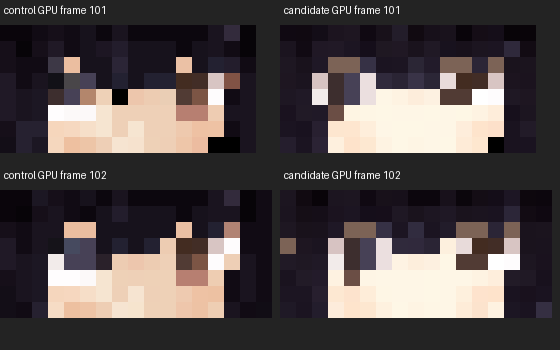 control GPU frame 101
candidate GPU frame 101
control GPU frame 102
candidate GPU frame 102